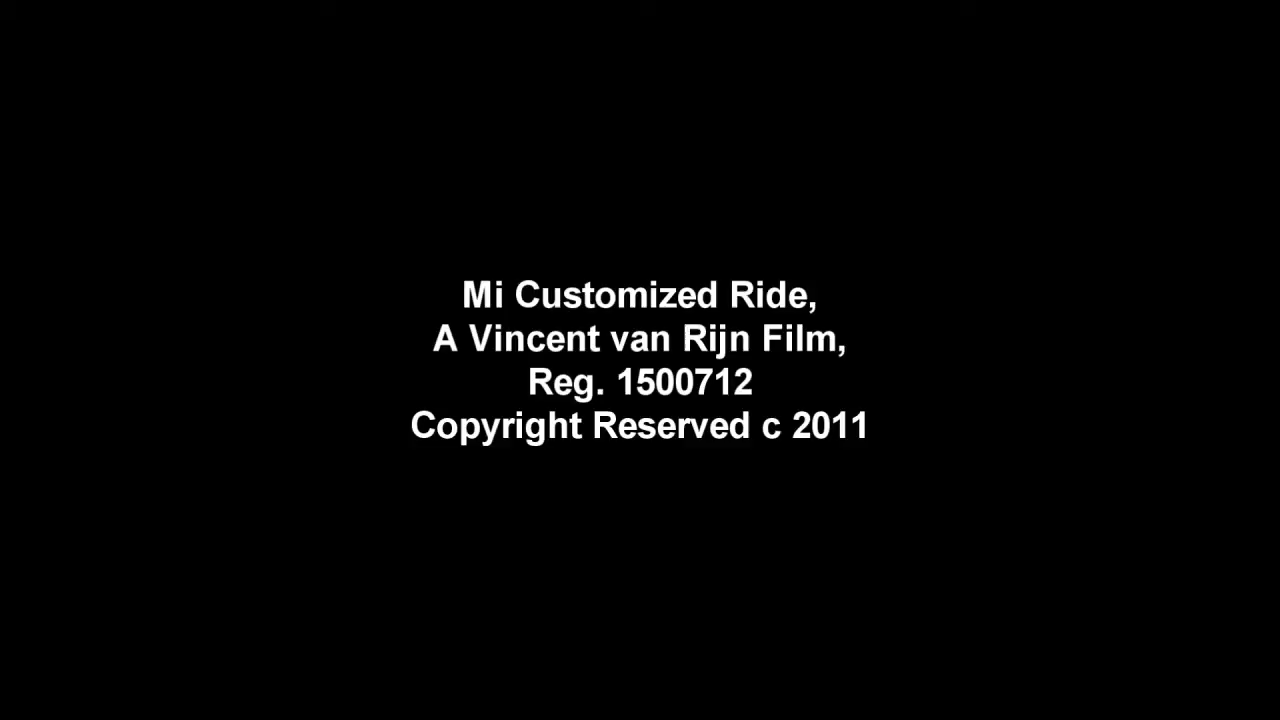 Mi Customized Ride,
A Vincent van Rijn Film,
Reg. 1500712
Copyright Reserved c 2011